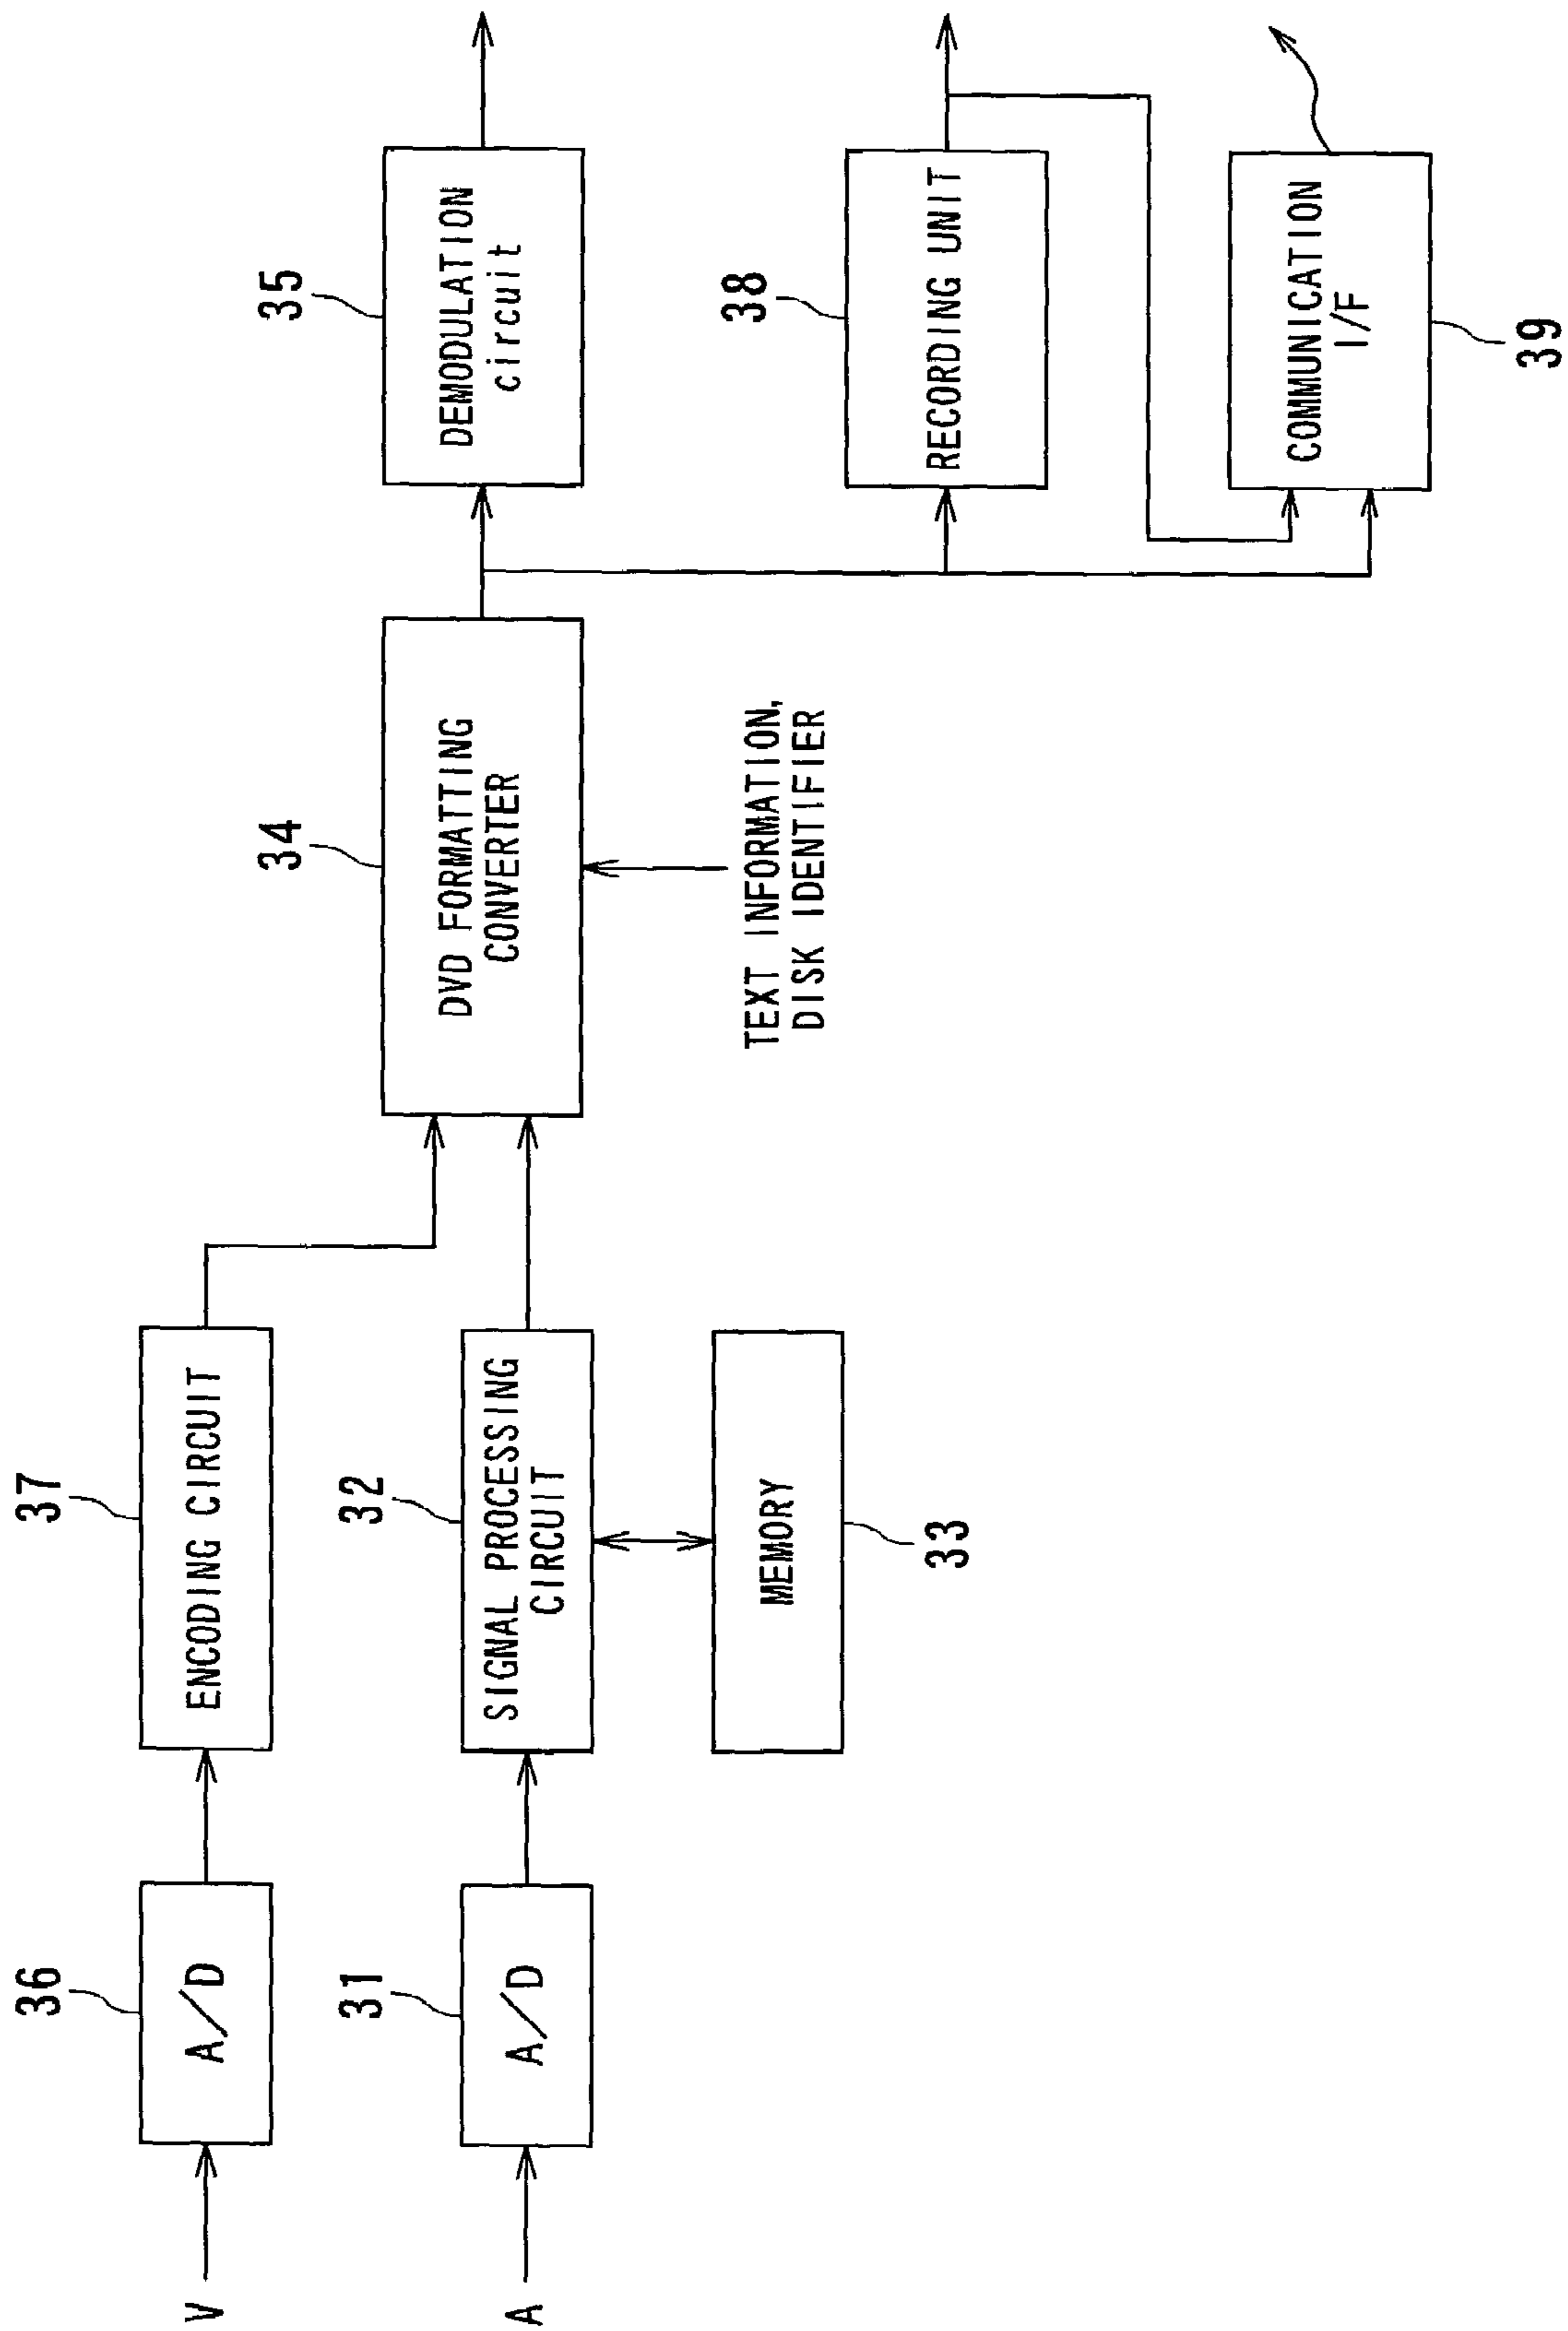 V
36
A/D
37
ENCODING CIRCUIT
A
31
A/D
32
SIGNAL PROCESSING
CIRCUIT
MEMORY
33
34
DVD FORMATTING
CONVERTER
TEXT INFORMATION,
DISK IDENTIFIER
35
DEMODULATION
circuit
38
RECORDING UNIT
COMMUNICATION
I/F
39